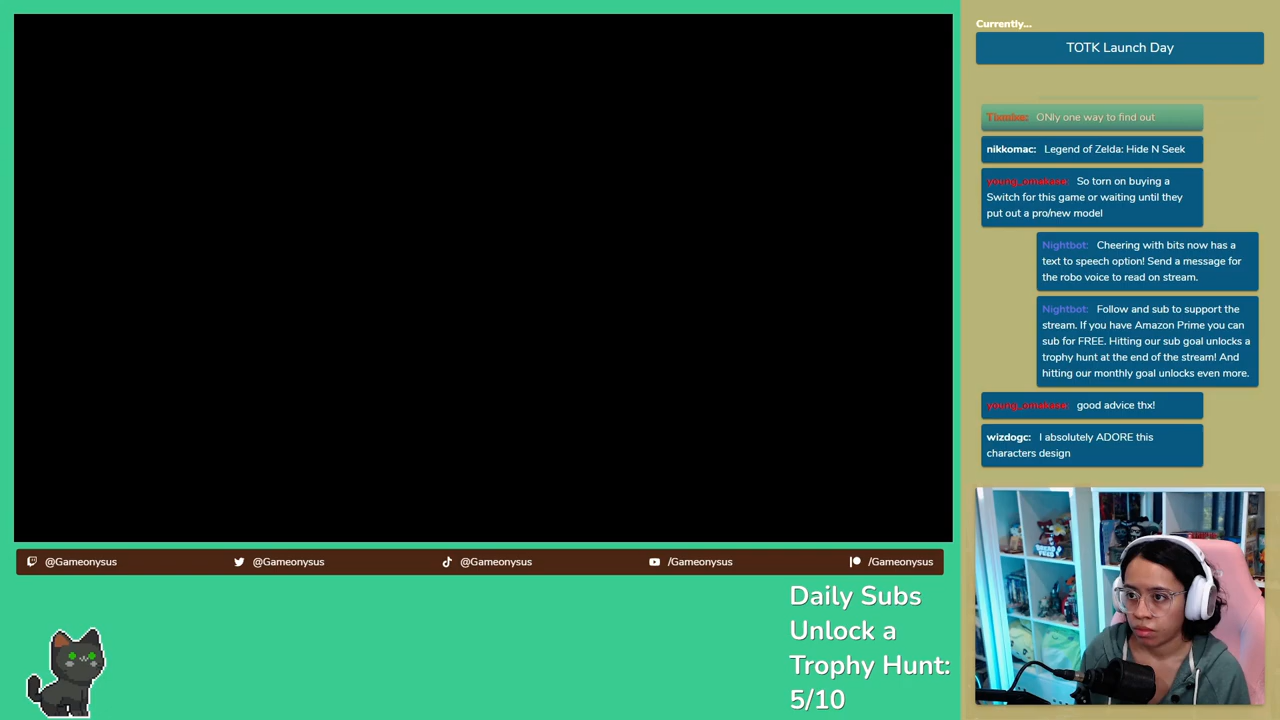 Currently...
TOTK Launch Day
ONly one way to find out
nikkomac: Legend of Zelda: Hide N Seek
young_omakase: So torn on buying a
Switch for this game or waiting until they
put out a pro/new model
Nightbot: Cheering with bits now has a
text to speech option! Send a message for
the robo voice to read on stream.
Nightbot: Follow and sub to support the
stream. If you have Amazon Prime you can
sub for FREE. Hitting our sub goal unlocks a
trophy hunt at the end of the stream! And
hitting our monthly goal unlocks even more.
young_omakase: good advice thx!
wizdogc: I absolutely ADORE this
characters design
@Gameonysus
@Gameonysus
@Gameonysus
/Gameonysus
/Gameonysus
Daily Subs
Unlock a
Trophy Hunt:
5/10